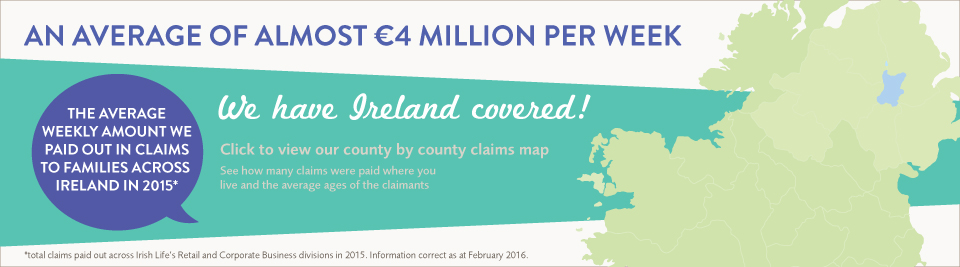 AN AVERAGE OF ALMOST €4 MILLION PER WEEK
THE AVERAGE
WEEKLY AMOUNT WE
PAID OUT IN CLAIMS
TO FAMILIES ACROSS
IRELAND IN 2015*
We have Ireland covered!
Click to view our county by county claims map
See how many claims were paid where you
live and the average ages of the claimants
*total claims paid out across Irish Life's Retail and Corporate Business divisions in 2015. Information correct as at February 2016.